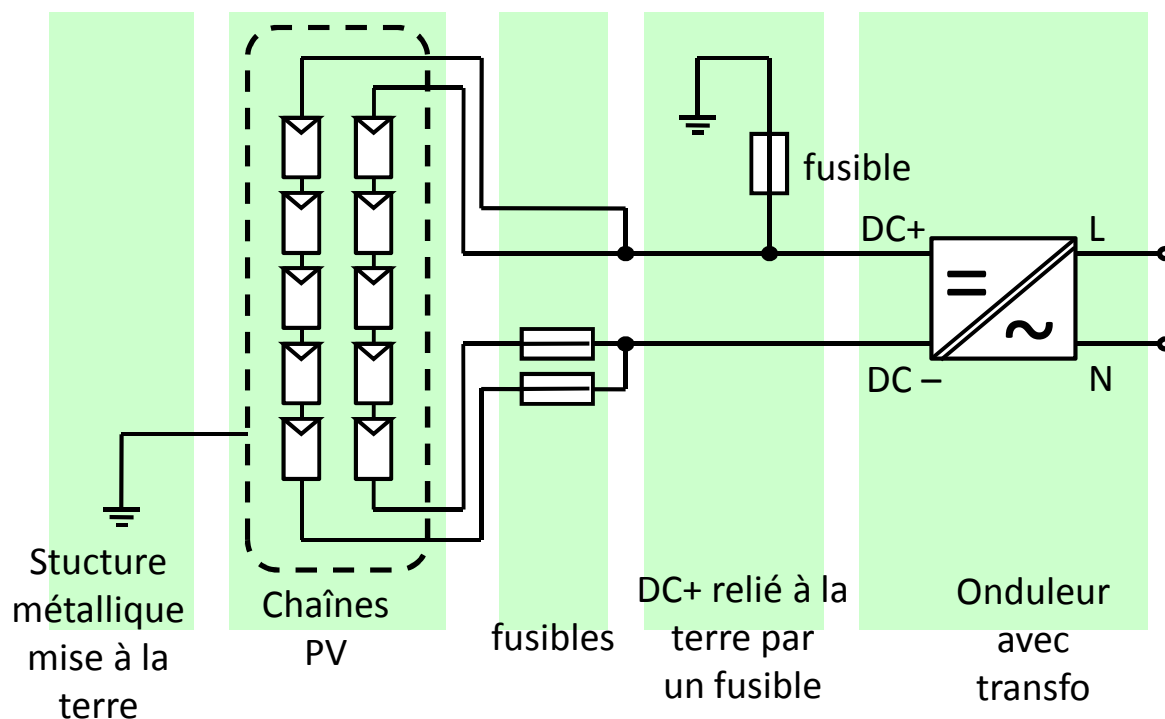 fusible
DC+
L
DC –
N
Stucture
métallique
mise à la
terre
Chaînes
PV
fusibles
DC+ relié à la
terre par
un fusible
Onduleur
avec
transfo